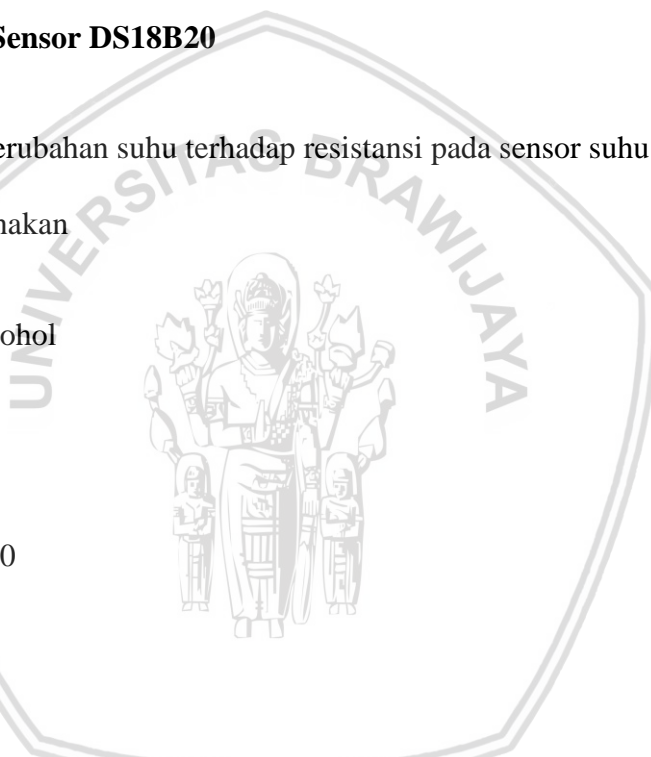 Sensor DS18B20
erubahan suhu terhadap resistansi pada sensor suhu
nakan
ohol
0
UNIVERSITAS BRAWIJAYA